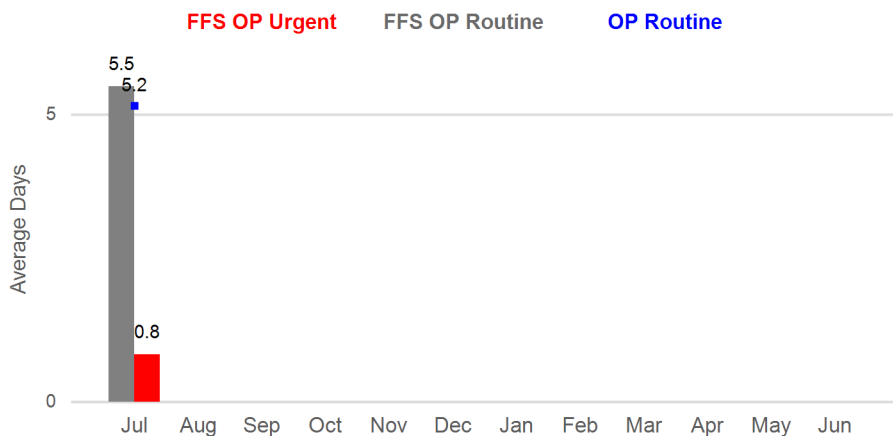 FFS OP Urgent FFS OP Routine OP Routine
5.5
5.2
5
Average Days
0.8
0
Jul Aug Sep Oct Nov Dec Jan Feb Mar Apr May Jun